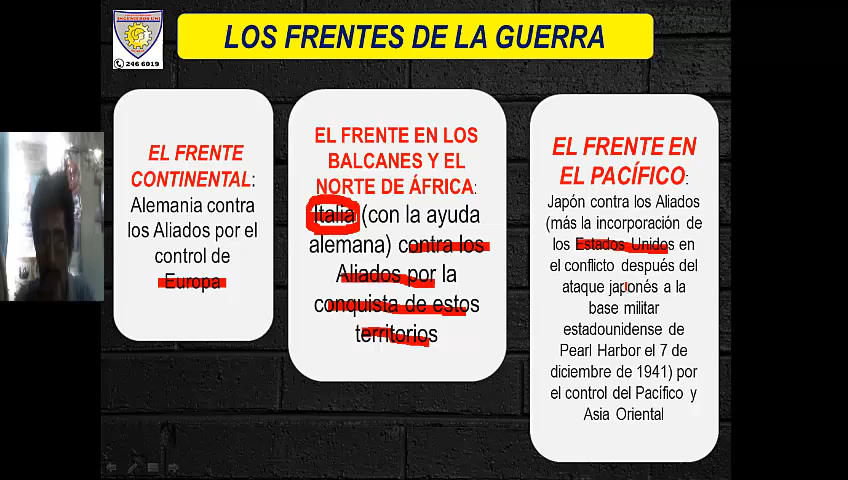 INGENIEROS UNI
246 6019
LOS FRENTES DE LA GUERRA
EL FRENTE
CONTINENTAL:
Alemania contra
los Aliados por el
control de
Europa
EL FRENTE EN LOS
BALCANES Y EL
NORTE DE ÁFRICA:
Italia (con la ayuda
alemana) contra los
Aliados por la
conquista de estos
territorios
EL FRENTE EN
EL PACÍFICO:
Japón contra los Aliados
(más la incorporación de
los Estados Unidos en
el conflicto después del
ataque japonés a la
base militar
estadounidense de
Pearl Harbor el 7 de
diciembre de 1941) por
el control del Pacífico y
Asia Oriental